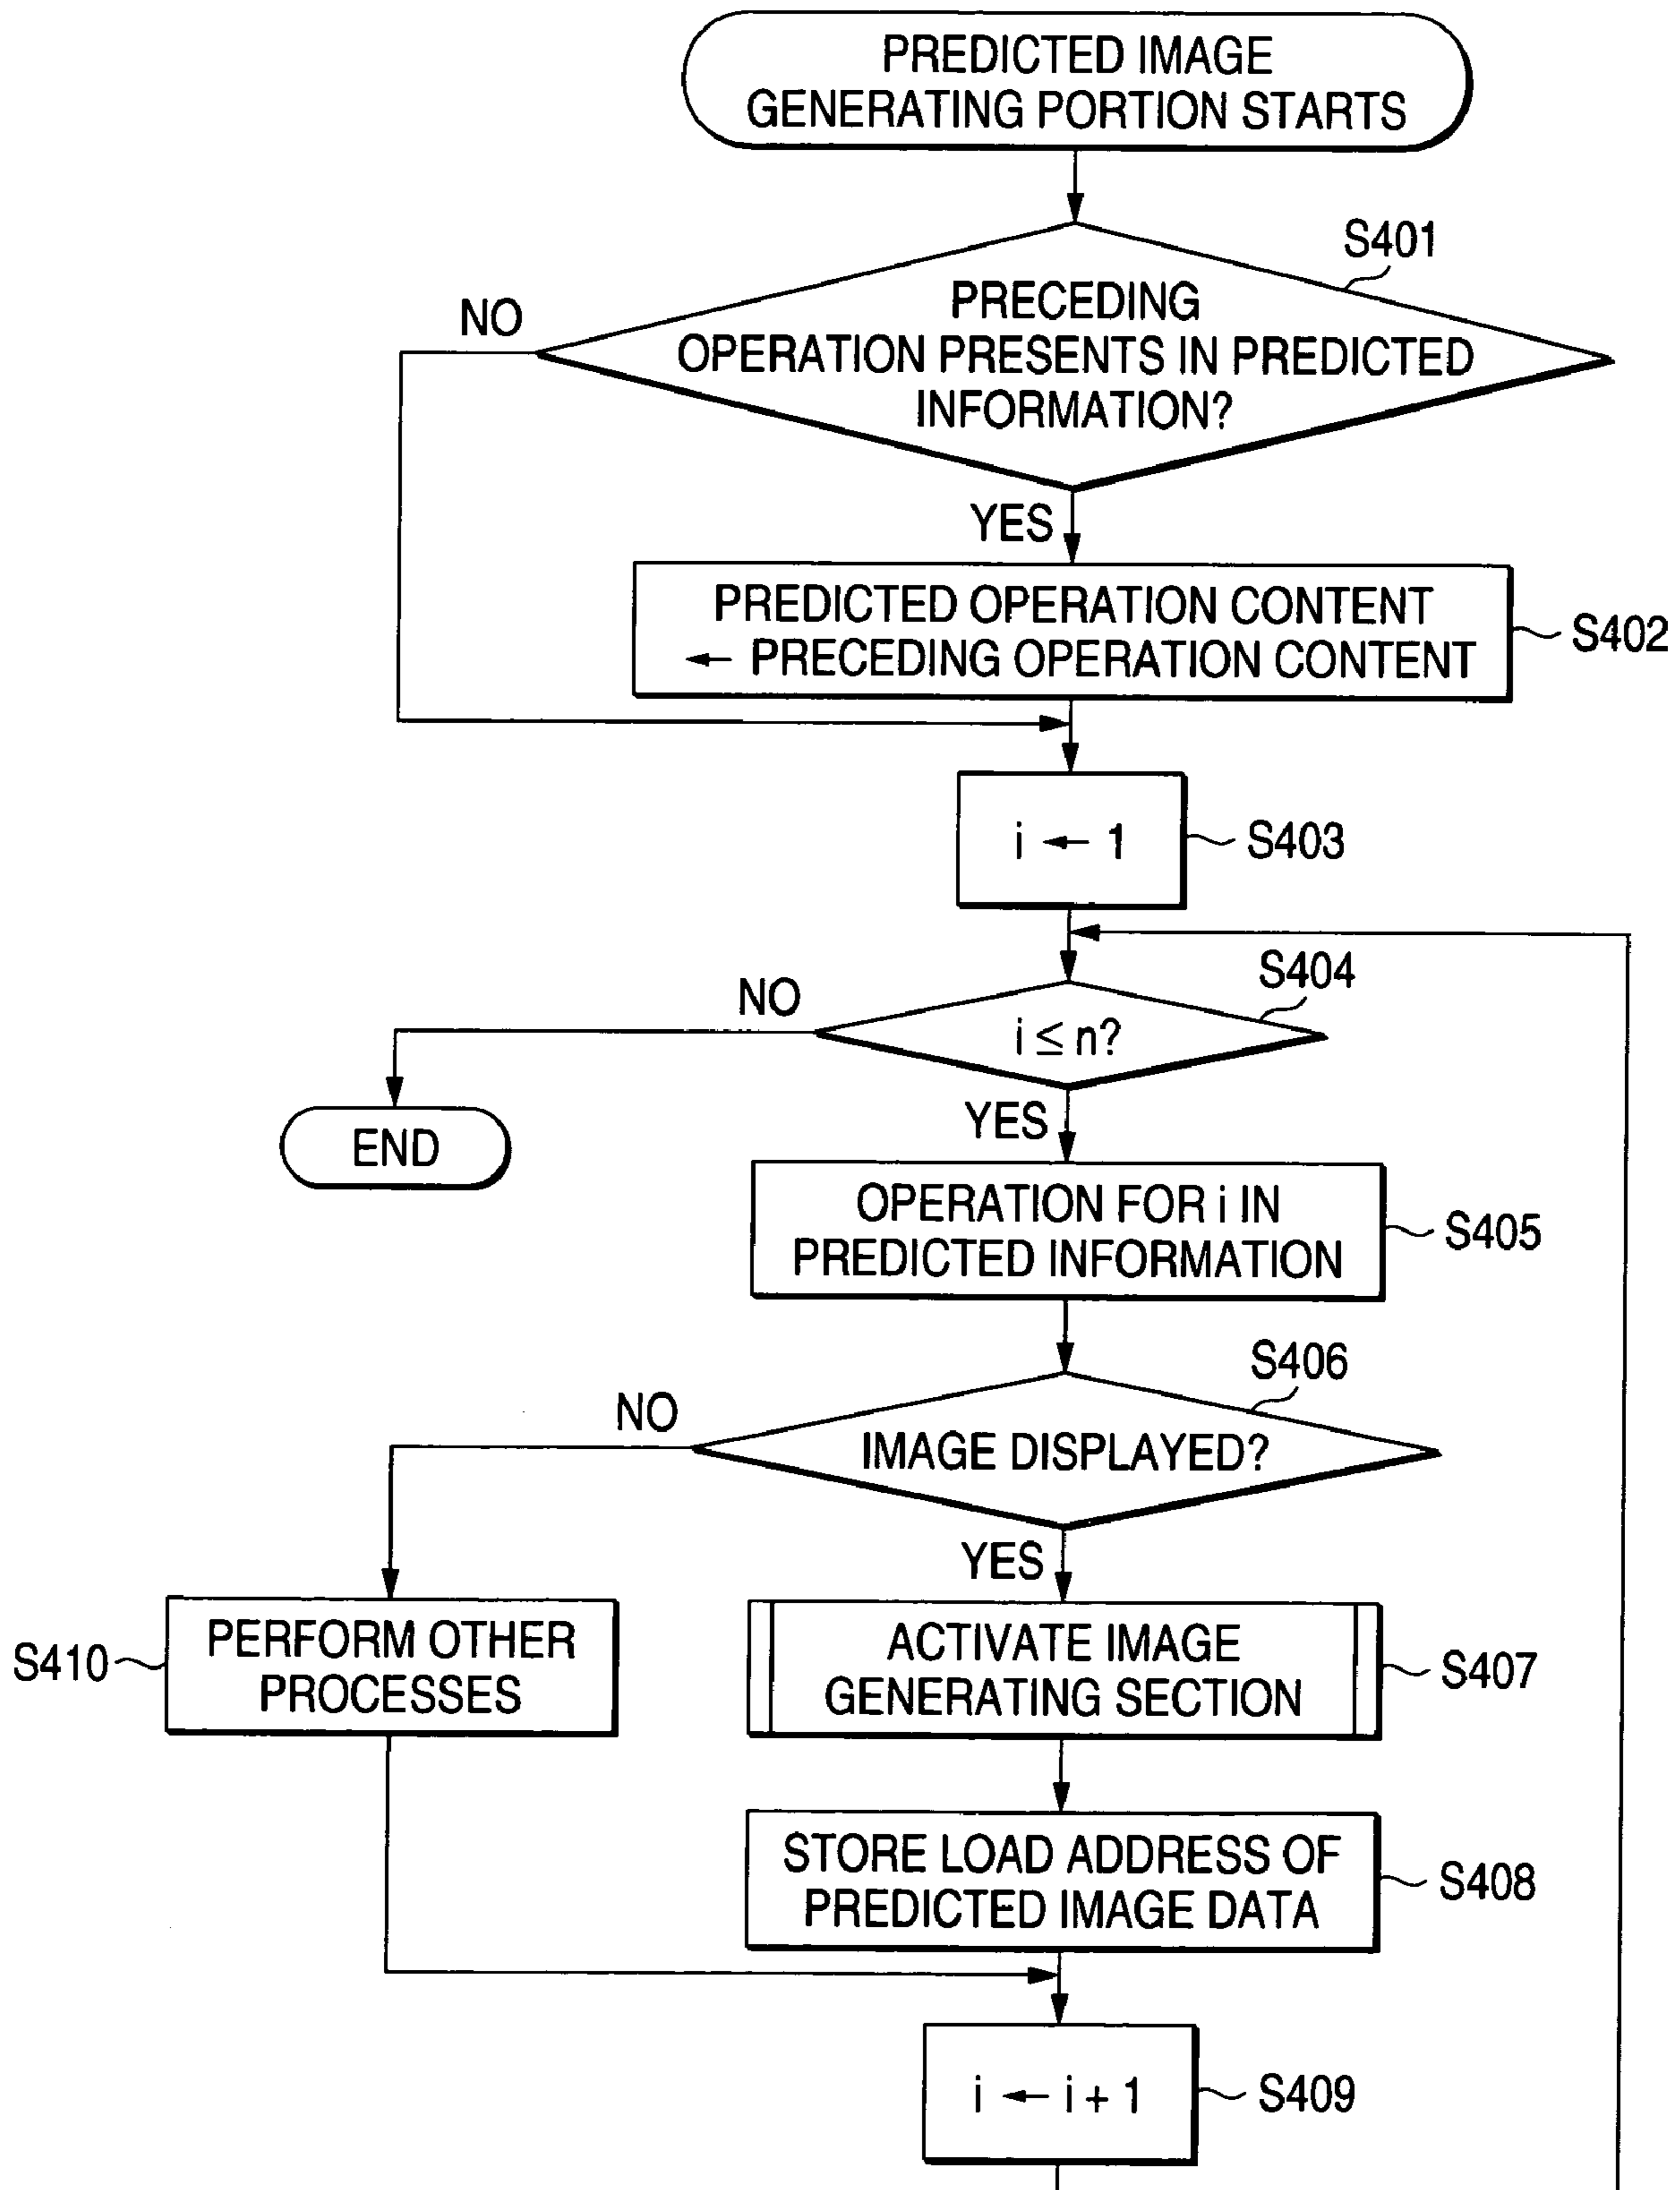 PREDICTED IMAGE
GENERATING PORTION STARTS
S401
NO
PRECEDING
OPERATION PRESENTS IN PREDICTED
INFORMATION?
YES
PREDICTED OPERATION CONTENT
← PRECEDING OPERATION CONTENT
S402
i ← 1
S403
S404
NO
i ≤ n?
END
YES
OPERATION FOR i IN
PREDICTED INFORMATION
S405
S406
NO
IMAGE DISPLAYED?
YES
S410
PERFORM OTHER
PROCESSES
ACTIVATE IMAGE
GENERATING SECTION
S407
STORE LOAD ADDRESS OF
PREDICTED IMAGE DATA
S408
i ← i + 1
S409